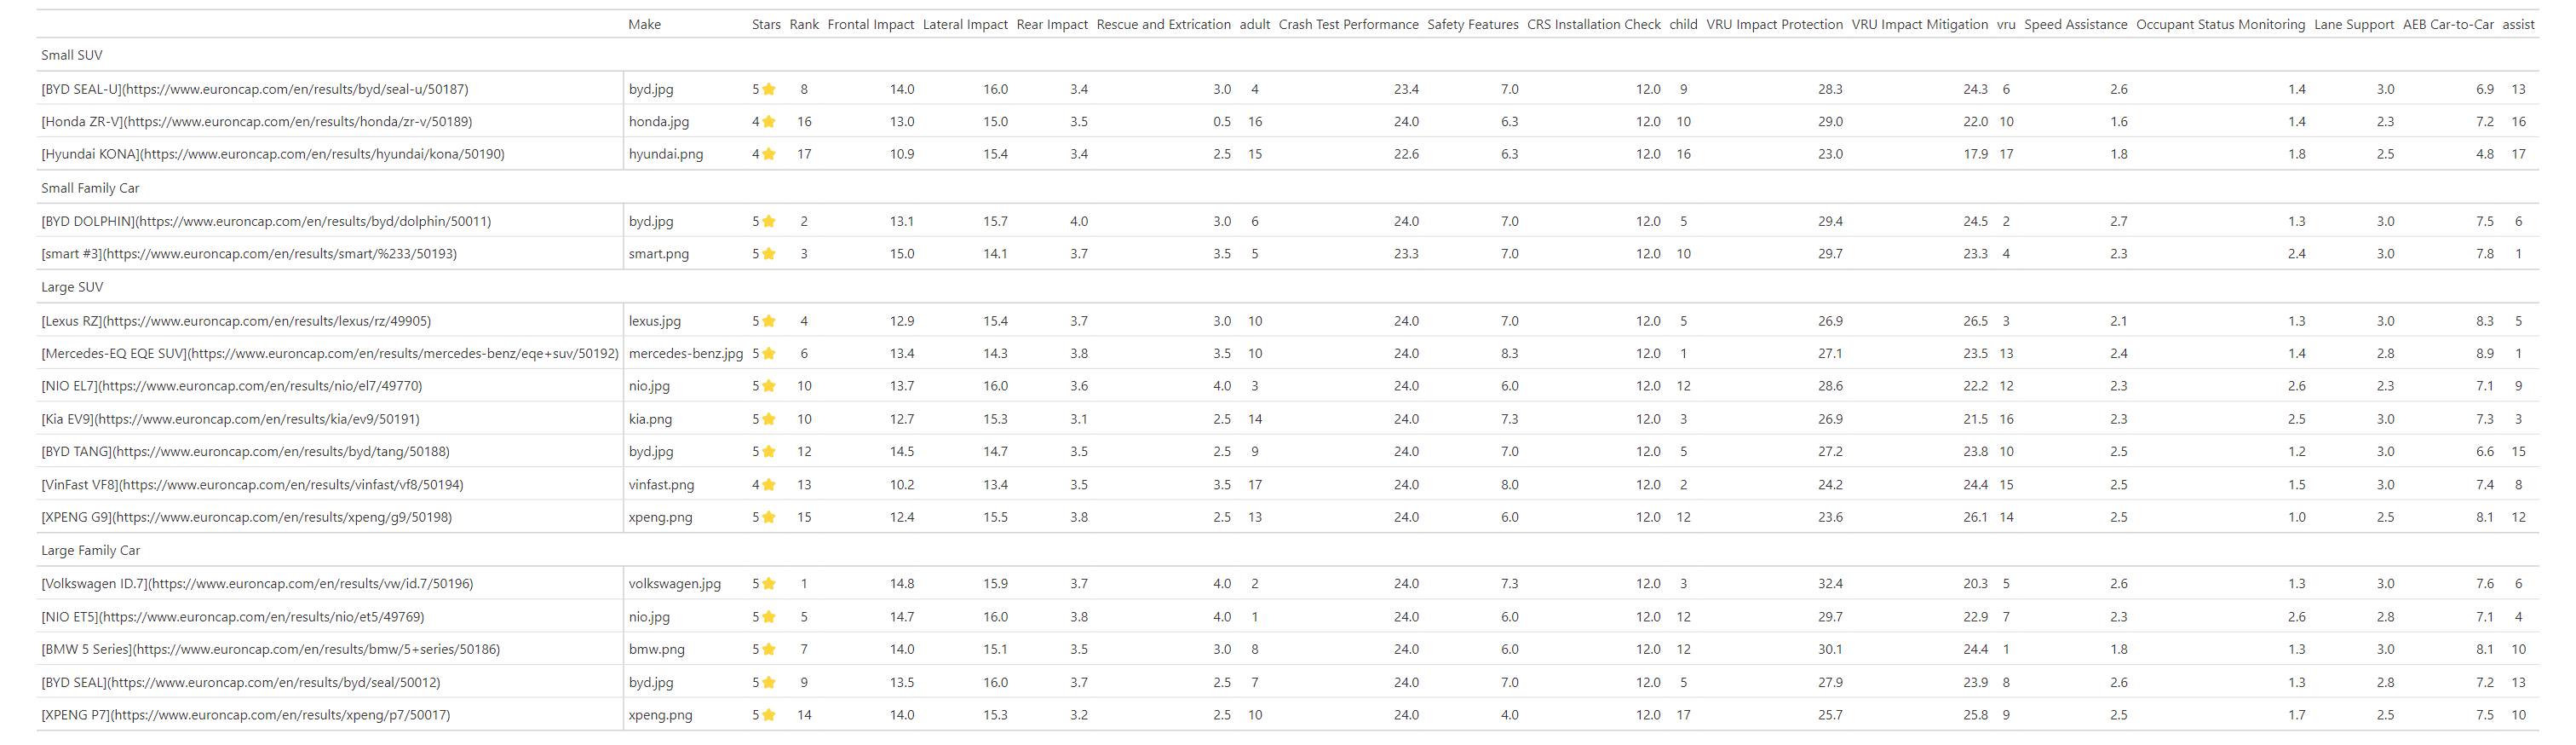 Make Stars Rank Frontal Impact Lateral Impact Rear Impact Rescue and Extrication adult Crash Test Performance Safety Features CRS Installation Check child VRU Impact Protection VRU Impact Mitigation vru Speed Assistance Occupant Status Monitoring Lane Support AEB Car-to-Car assist
Small SUV
[BYD SEAL-U](https://www.euroncap.com/en/results/byd/seal-u/50187) byd.jpg 5⭐ 8 14.0 16.0 3.4 3.0 4 23.4 7.0 12.0 9 28.3 24.3 6 2.6 1.4 3.0 6.9 13
[Honda ZR-V](https://www.euroncap.com/en/results/honda/zr-v/50189) honda.jpg 4⭐ 16 13.0 15.0 3.5 0.5 16 24.0 6.3 12.0 10 29.0 22.0 10 1.6 1.4 2.3 7.2 16
[Hyundai KONA](https://www.euroncap.com/en/results/hyundai/kona/50190) hyundai.png 4⭐ 17 10.9 15.4 3.4 2.5 15 22.6 6.3 12.0 16 23.0 17.9 17 1.8 1.8 2.5 4.8 17
Small Family Car
[BYD DOLPHIN](https://www.euroncap.com/en/results/byd/dolphin/50011) byd.jpg 5⭐ 2 13.1 15.7 4.0 3.0 6 24.0 7.0 12.0 5 29.4 24.5 2 2.7 1.3 3.0 7.5 6
[smart #3](https://www.euroncap.com/en/results/smart/%233/50193) smart.png 5⭐ 3 15.0 14.1 3.7 3.5 5 23.3 7.0 12.0 10 29.7 23.3 4 2.3 2.4 3.0 7.8 1
Large SUV
[Lexus RZ](https://www.euroncap.com/en/results/lexus/rz/49905) lexus.jpg 5⭐ 4 12.9 15.4 3.7 3.0 10 24.0 7.0 12.0 5 26.9 26.5 3 2.1 1.3 3.0 8.3 5
[Mercedes-EQ EQE SUV](https://www.euroncap.com/en/results/mercedes-benz/eqe+suv/50192) mercedes-benz.jpg 5⭐ 6 13.4 14.3 3.8 3.5 10 24.0 8.3 12.0 1 27.1 23.5 13 2.4 1.4 2.8 8.9 1
[NIO EL7](https://www.euroncap.com/en/results/nio/el7/49770) nio.jpg 5⭐ 10 13.7 16.0 3.6 4.0 3 24.0 6.0 12.0 12 28.6 22.2 12 2.3 2.6 2.3 7.1 9
[Kia EV9](https://www.euroncap.com/en/results/kia/ev9/50191) kia.png 5⭐ 10 12.7 15.3 3.1 2.5 14 24.0 7.3 12.0 3 26.9 21.5 16 2.3 2.5 3.0 7.3 3
[BYD TANG](https://www.euroncap.com/en/results/byd/tang/50188) byd.jpg 5⭐ 12 14.5 14.7 3.5 2.5 9 24.0 7.0 12.0 5 27.2 23.8 10 2.5 1.2 3.0 6.6 15
[VinFast VF8](https://www.euroncap.com/en/results/vinfast/vf8/50194) vinfast.png 4⭐ 13 10.2 13.4 3.5 3.5 17 24.0 8.0 12.0 2 24.2 24.4 15 2.5 1.5 3.0 7.4 8
[XPENG G9](https://www.euroncap.com/en/results/xpeng/g9/50198) xpeng.png 5⭐ 15 12.4 15.5 3.8 2.5 13 24.0 6.0 12.0 12 23.6 26.1 14 2.5 1.0 2.5 8.1 12
Large Family Car
[Volkswagen ID.7](https://www.euroncap.com/en/results/vw/id.7/50196) volkswagen.jpg 5⭐ 1 14.8 15.9 3.7 4.0 2 24.0 7.3 12.0 3 32.4 20.3 5 2.6 1.3 3.0 7.6 6
[NIO ET5](https://www.euroncap.com/en/results/nio/et5/49769) nio.jpg 5⭐ 5 14.7 16.0 3.8 4.0 1 24.0 6.0 12.0 12 29.7 22.9 7 2.3 2.6 2.8 7.1 4
[BMW 5 Series](https://www.euroncap.com/en/results/bmw/5+series/50186) bmw.png 5⭐ 7 14.0 15.1 3.5 3.0 8 24.0 6.0 12.0 12 30.1 24.4 1 1.8 1.3 3.0 8.1 10
[BYD SEAL](https://www.euroncap.com/en/results/byd/seal/50012) byd.jpg 5⭐ 9 13.5 16.0 3.7 2.5 7 24.0 7.0 12.0 5 27.9 23.9 8 2.6 1.3 2.8 7.2 13
[XPENG P7](https://www.euroncap.com/en/results/xpeng/p7/50017) xpeng.png 5⭐ 14 14.0 15.3 3.2 2.5 10 24.0 4.0 12.0 17 25.7 25.8 9 2.5 1.7 2.5 7.5 10